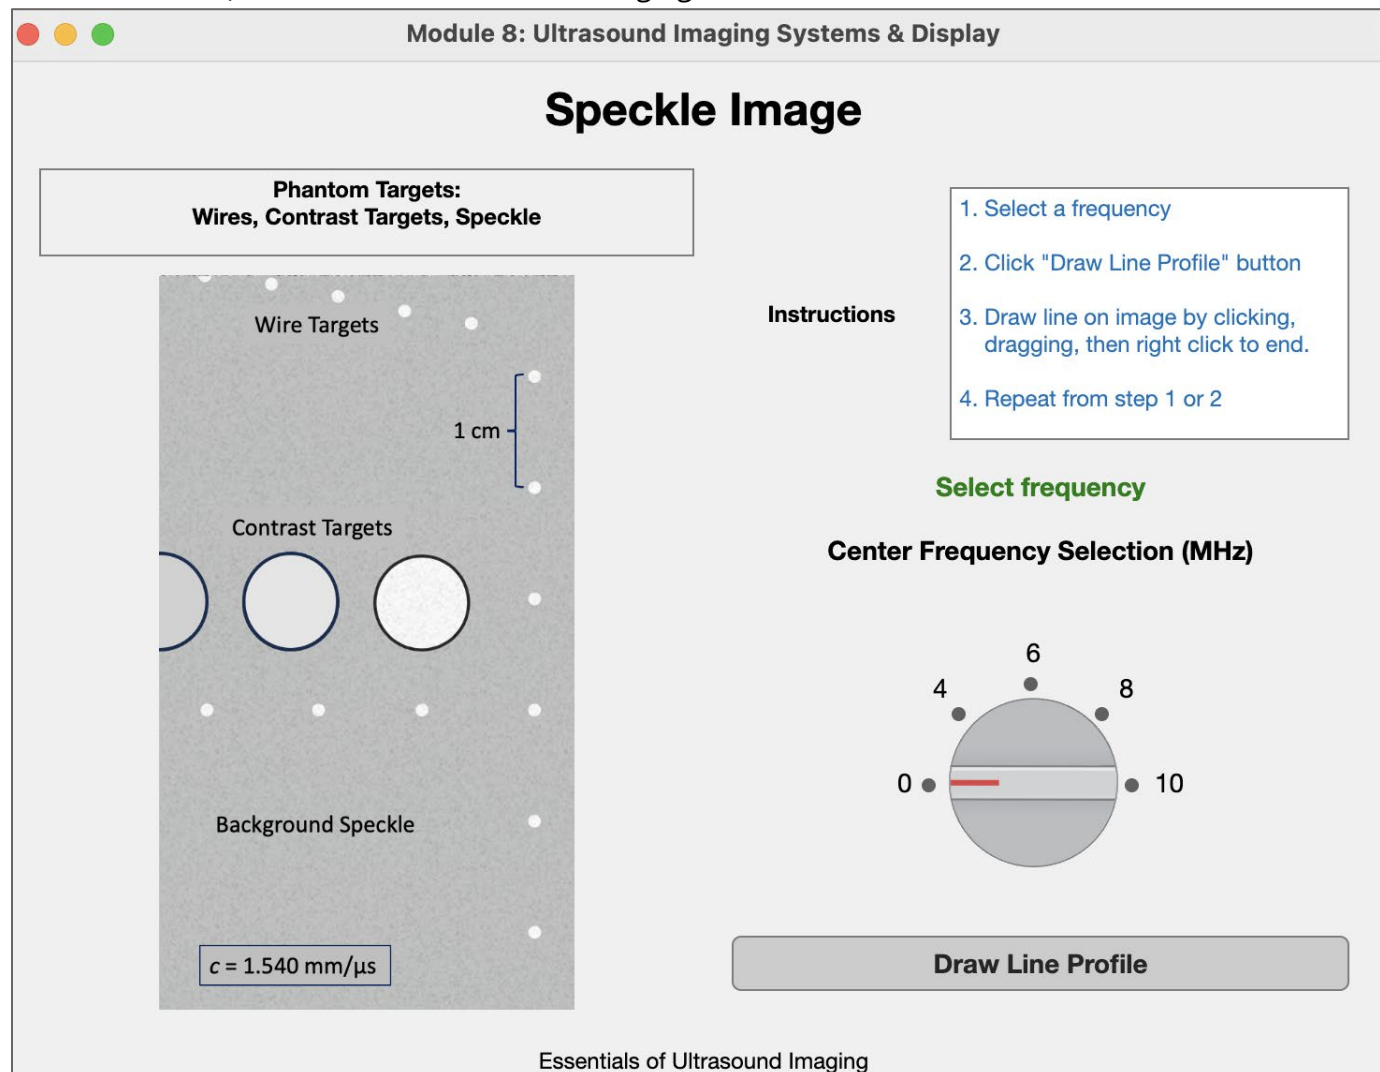 Module 8: Ultrasound Imaging Systems & Display
Speckle Image
Phantom Targets:
Wires, Contrast Targets, Speckle
Wire Targets
1 cm
Contrast Targets
Background Speckle
c = 1.540 mm/µs
Instructions
1. Select a frequency
2. Click "Draw Line Profile" button
3. Draw line on image by clicking,
dragging, then right click to end.
4. Repeat from step 1 or 2
Select frequency
Center Frequency Selection (MHz)
0
4
6
8
10
Draw Line Profile
Essentials of Ultrasound Imaging